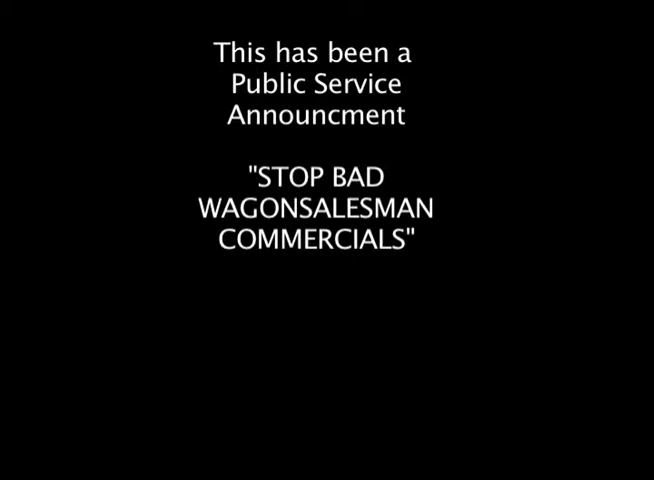 This has been a
Public Service
Announcment
"STOP BAD
WAGONSALESMAN
COMMERCIALS"